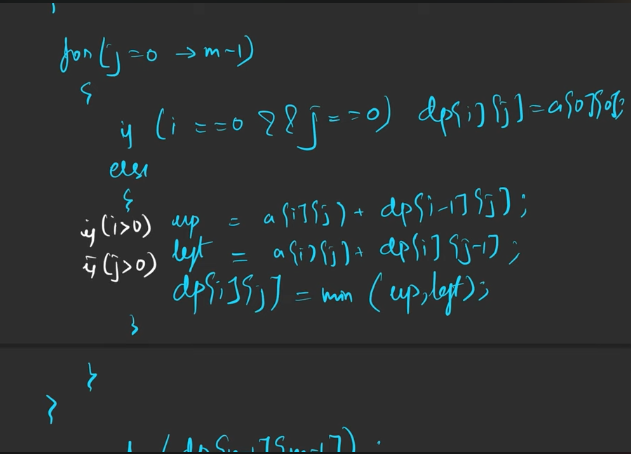 for(j=0 → m-1)
{
if (i==0 && j==0) dp[i][j]=a[0][0];
else
{
if(i>0) up = a[i][j] + dp[i-1][j];
if(j>0) left = a[i][j] + dp[i][j-1];
dp[i][j] = min(up,left);
}
}
}